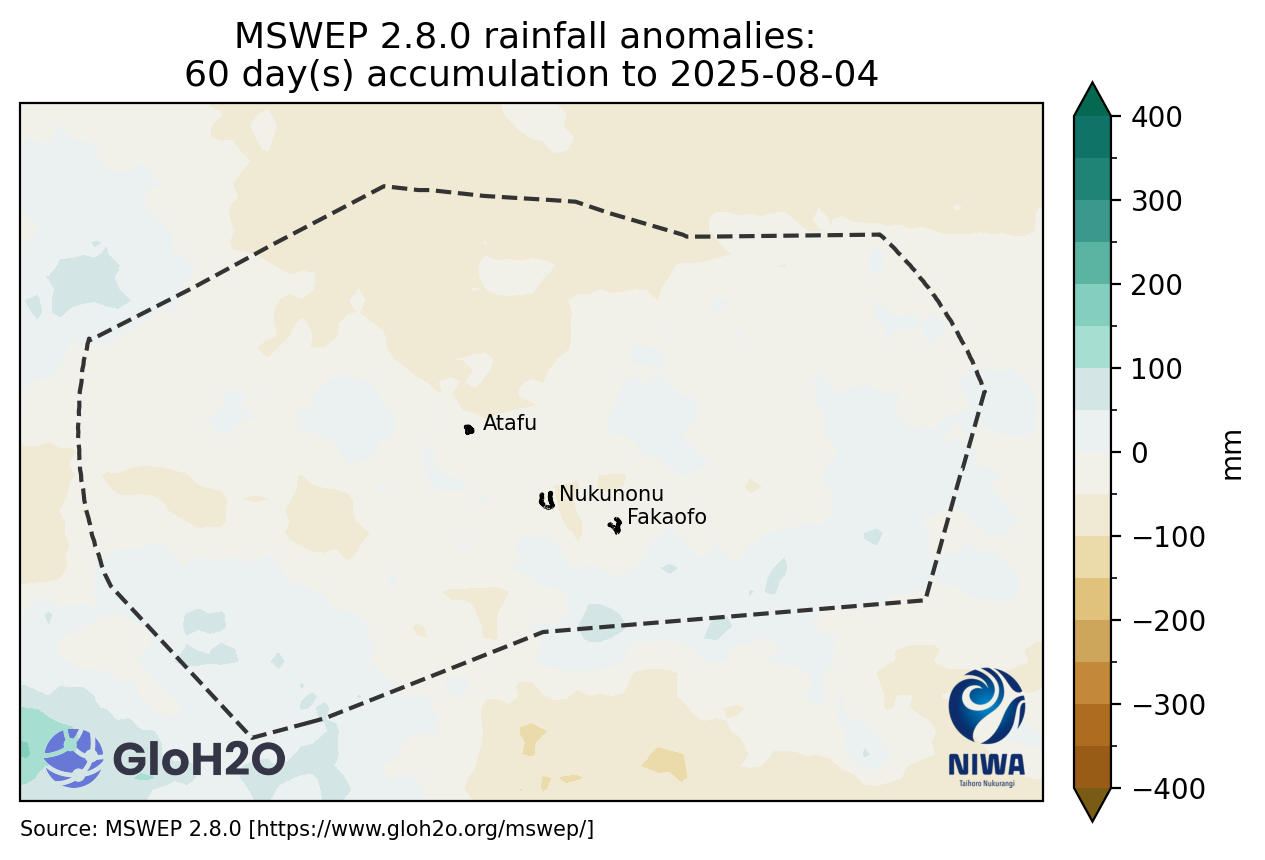 MSWEP 2.8.0 rainfall anomalies:
60 day(s) accumulation to 2025-08-04
400
300
200
100
0
−100
−200
−300
−400
mm
Atafu
Nukunonu
Fakaofo
GloH2O
NIWA
Taihoro Nukurangi
Source: MSWEP 2.8.0 [https://www.gloh2o.org/mswep/]